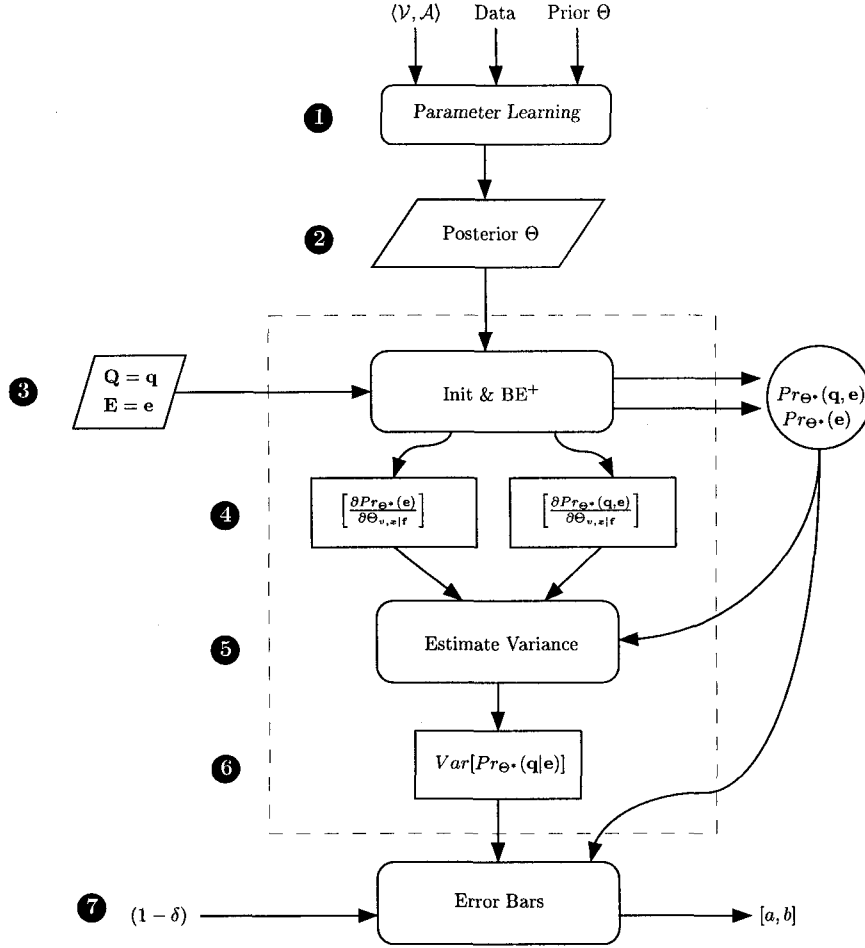 ⟨𝒱, 𝒜⟩ Data Prior Θ
1 Parameter Learning
2 Posterior Θ
3 Q = q
E = e
Init & BE⁺
Pr_Θ*(q, e)
Pr_Θ*(e)
4 [∂Pr_Θ*(e) / ∂Θ_v,x|f] [∂Pr_Θ*(q,e) / ∂Θ_v,x|f]
5 Estimate Variance
6 Var[Pr_Θ*(q|e)]
7 (1 − δ) Error Bars [a, b]